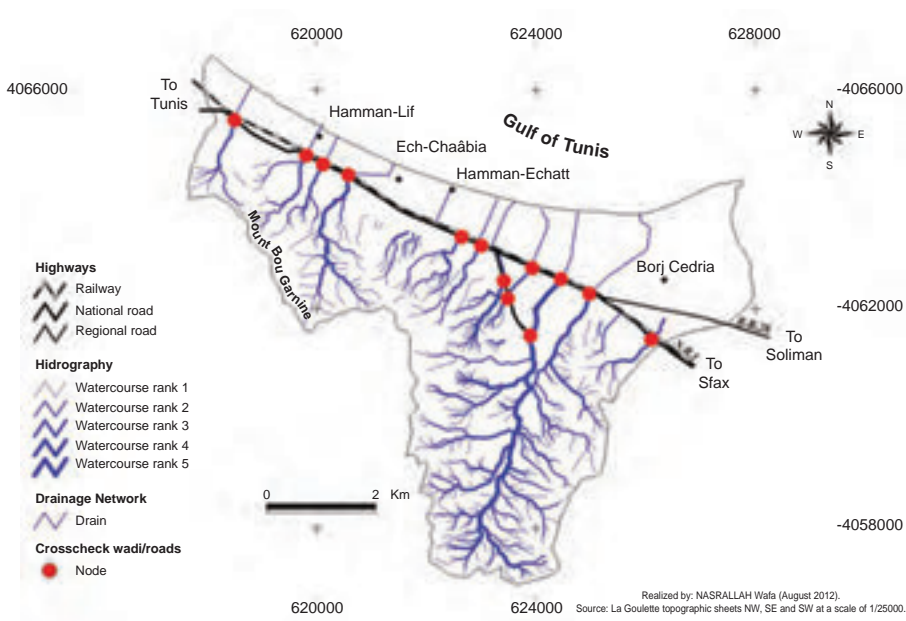 620000 624000 628000
4066000
-4066000
To
Tunis
Hamman-Lif
Gulf of Tunis
N
W E
S
Ech-Chaâbia
Hamman-Echatt
Mount Bou Garnine
Borj Cedria
Highways
Railway
National road
Regional road
-4062000
To
Soliman
To
Sfax
Hidrography
Watercourse rank 1
Watercourse rank 2
Watercourse rank 3
Watercourse rank 4
Watercourse rank 5
0 2 Km
Drainage Network
Drain
-4058000
Crosscheck wadi/roads
Node
620000 624000
Realized by: NASRALLAH Wafa (August 2012).
Source: La Goulette topographic sheets NW, SE and SW at a scale of 1/25000.